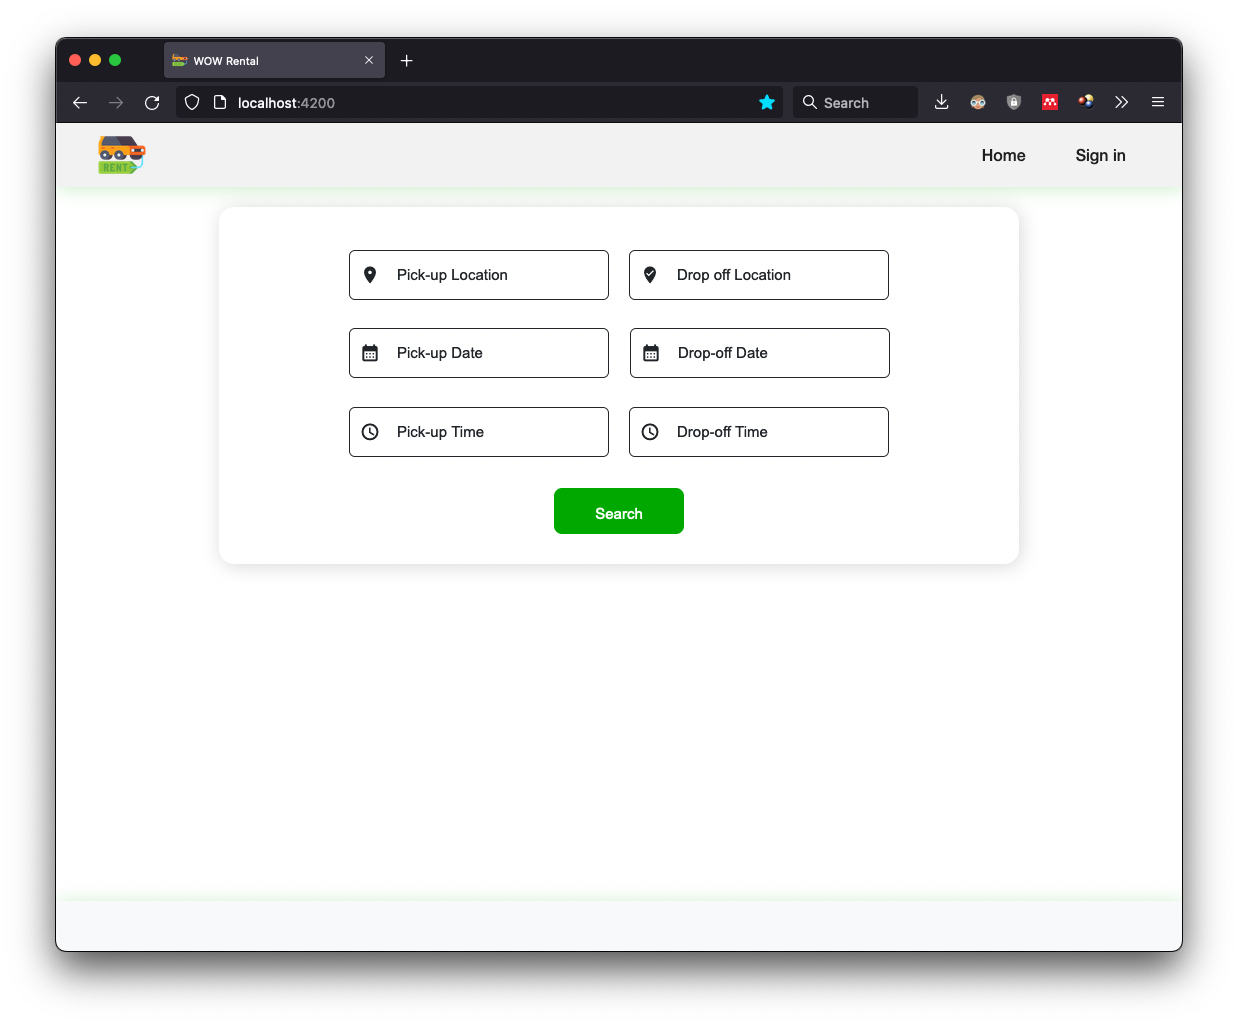 WOW Rental
localhost:4200
Search
RENT
Home
Sign in
Pick-up Location
Drop off Location
Pick-up Date
Drop-off Date
Pick-up Time
Drop-off Time
Search